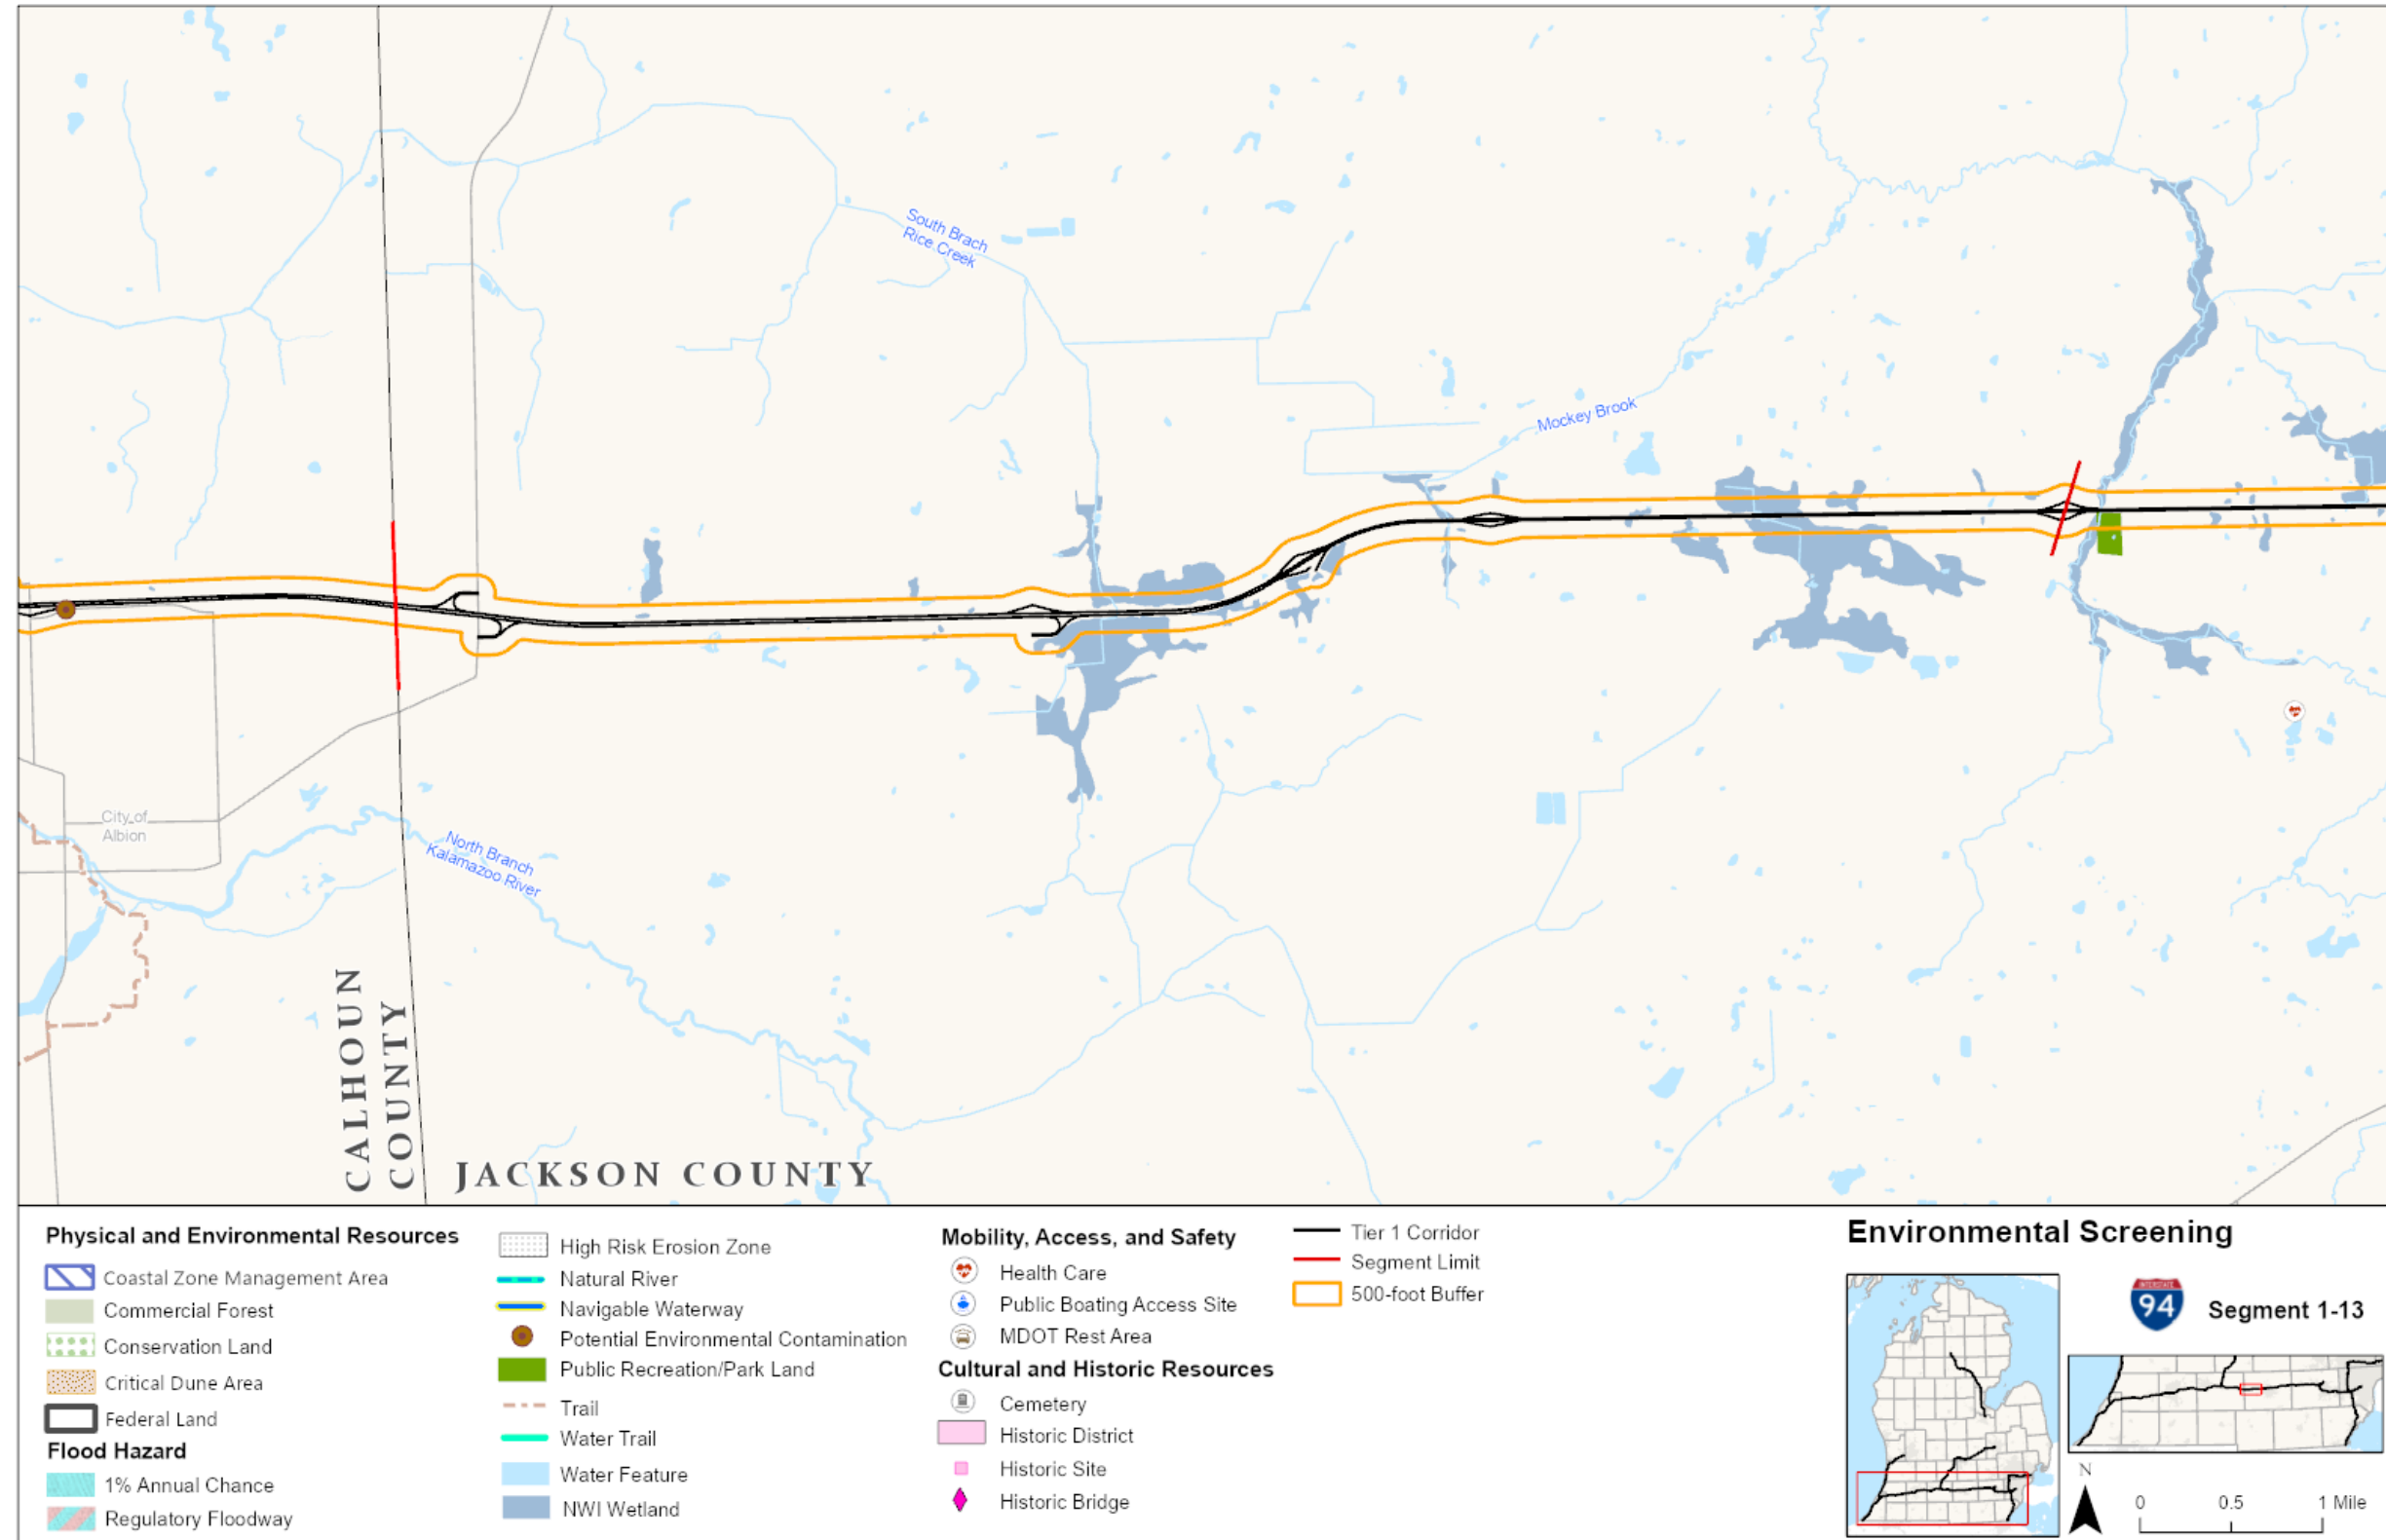 South Brach
Rice Creek
Mockey Brook
City of
Albion
North Branch
Kalamazoo River
CALHOUN
COUNTY
JACKSON COUNTY
Physical and Environmental Resources
Coastal Zone Management Area
Commercial Forest
Conservation Land
Critical Dune Area
Federal Land
Flood Hazard
1% Annual Chance
Regulatory Floodway
High Risk Erosion Zone
Natural River
Navigable Waterway
Potential Environmental Contamination
Public Recreation/Park Land
Trail
Water Trail
Water Feature
NWI Wetland
Mobility, Access, and Safety
Health Care
Public Boating Access Site
MDOT Rest Area
Cultural and Historic Resources
Cemetery
Historic District
Historic Site
Historic Bridge
Tier 1 Corridor
Segment Limit
500-foot Buffer
Environmental Screening
INTERSTATE
94
Segment 1-13
N
0 0.5 1 Mile